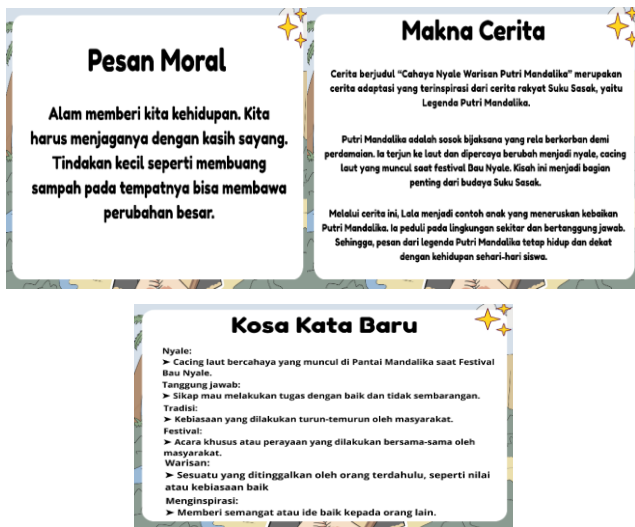 Pesan Moral
Alam memberi kita kehidupan. Kita
harus menjaganya dengan kasih sayang.
Tindakan kecil seperti membuang
sampah pada tempatnya bisa membawa
perubahan besar.
Makna Cerita
Cerita berjudul “Cahaya Nyale Warisan Putri Mandalika” merupakan
cerita adaptasi yang terinspirasi dari cerita rakyat Suku Sasak, yaitu
Legenda Putri Mandalika.
Putri Mandalika adalah sosok bijaksana yang rela berkorban demi
perdamaian. Ia terjun ke laut dan dipercaya berubah menjadi nyale, cacing
laut yang muncul saat festival Bau Nyale. Kisah ini menjadi bagian
penting dari budaya Suku Sasak.
Melalui cerita ini, Lala menjadi contoh anak yang meneruskan kebaikan
Putri Mandalika. Ia peduli pada lingkungan sekitar dan bertanggung jawab.
Sehingga, pesan dari legenda Putri Mandalika tetap hidup dan dekat
dengan kehidupan sehari-hari siswa.
Kosa Kata Baru
Nyale:
➤ Cacing laut bercahaya yang muncul di Pantai Mandalika saat Festival
Bau Nyale.
Tanggung jawab:
➤ Sikap mau melakukan tugas dengan baik dan tidak sembarangan.
Tradisi:
➤ Kebiasaan yang dilakukan turun-temurun oleh masyarakat.
Festival:
➤ Acara khusus atau perayaan yang dilakukan bersama-sama oleh
masyarakat.
Warisan:
➤ Sesuatu yang ditinggalkan oleh orang terdahulu, seperti nilai
atau kebiasaan baik
Menginspirasi:
➤ Memberi semangat atau ide baik kepada orang lain.